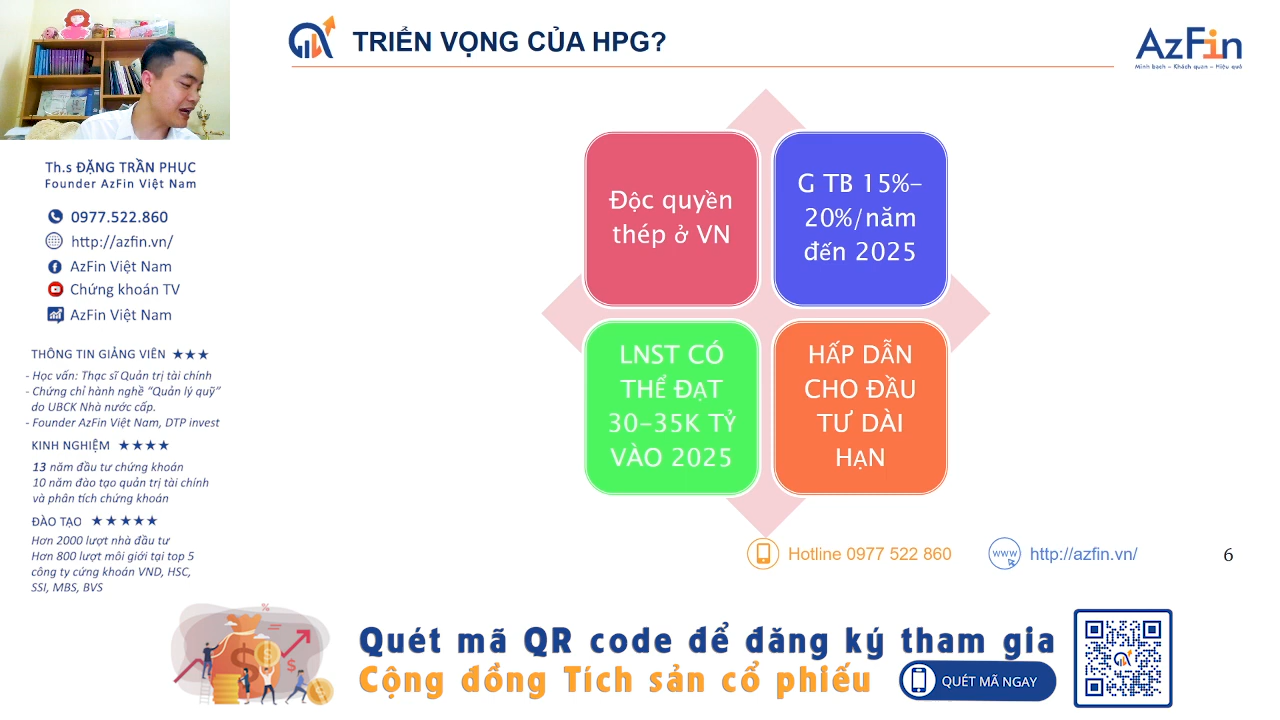 TRIỂN VỌNG CỦA HPG?
AzFin
Minh bạch – Khách quan – Hiệu quả
Th.s ĐẶNG TRẦN PHỤC
Founder AzFin Việt Nam
0977.522.860
http://azfin.vn/
AzFin Việt Nam
Chứng khoán TV
AzFin Việt Nam
THÔNG TIN GIẢNG VIÊN ★★★
- Học vấn: Thạc sĩ Quản trị tài chính
- Chứng chỉ hành nghề "Quản lý quỹ"
do UBCK Nhà nước cấp.
- Founder AzFin Việt Nam, DTP invest
KINH NGHIỆM ★★★★
13 năm đầu tư chứng khoán
10 năm đào tạo quản trị tài chính
và phân tích chứng khoán
ĐÀO TẠO ★★★★★
Hơn 2000 lượt nhà đầu tư
Hơn 800 lượt môi giới tại top 5
công ty cứng khoán VND, HSC,
SSI, MBS, BVS
Độc quyền
thép ở VN
G TB 15%–
20%/năm
đến 2025
LNST CÓ
THỂ ĐẠT
30–35K TỶ
VÀO 2025
HẤP DẪN
CHO ĐẦU
TƯ DÀI
HẠN
Hotline 0977 522 860
www
http://azfin.vn/
6
Quét mã QR code để đăng ký tham gia
Cộng đồng Tích sản cổ phiếu
QUÉT MÃ NGAY